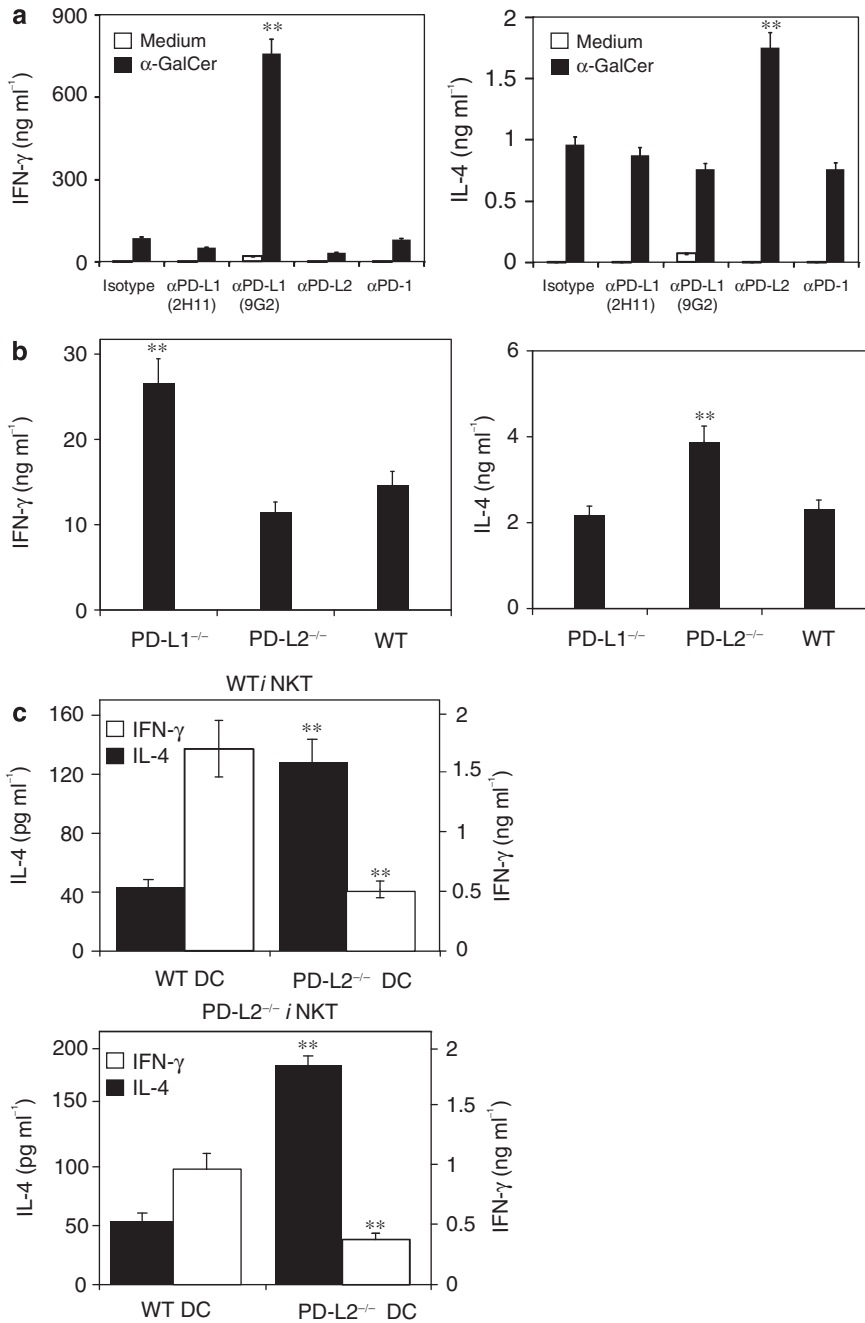 a
900
600
300
0
IFN-γ (ng ml⁻¹)
Medium
α-GalCer
**
Isotype
αPD-L1
(2H11)
αPD-L1
(9G2)
αPD-L2
αPD-1
2
1.5
1
0.5
0
IL-4 (ng ml⁻¹)
Medium
α-GalCer
**
Isotype
αPD-L1
(2H11)
αPD-L1
(9G2)
αPD-L2
αPD-1
b
30
20
10
0
IFN-γ (ng ml⁻¹)
**
PD-L1⁻/⁻
PD-L2⁻/⁻
WT
6
4
2
0
IL-4 (ng ml⁻¹)
**
PD-L1⁻/⁻
PD-L2⁻/⁻
WT
c
WTi NKT
160
120
80
40
0
IL-4 (pg ml⁻¹)
IFN-γ
IL-4
**
**
2
1.5
1
0.5
0
IFN-γ (ng ml⁻¹)
WT DC
PD-L2⁻/⁻ DC
PD-L2⁻/⁻ i NKT
200
150
100
50
0
IL-4 (pg ml⁻¹)
IFN-γ
IL-4
**
**
2
1.5
1
0.5
0
IFN-γ (ng ml⁻¹)
WT DC
PD-L2⁻/⁻ DC